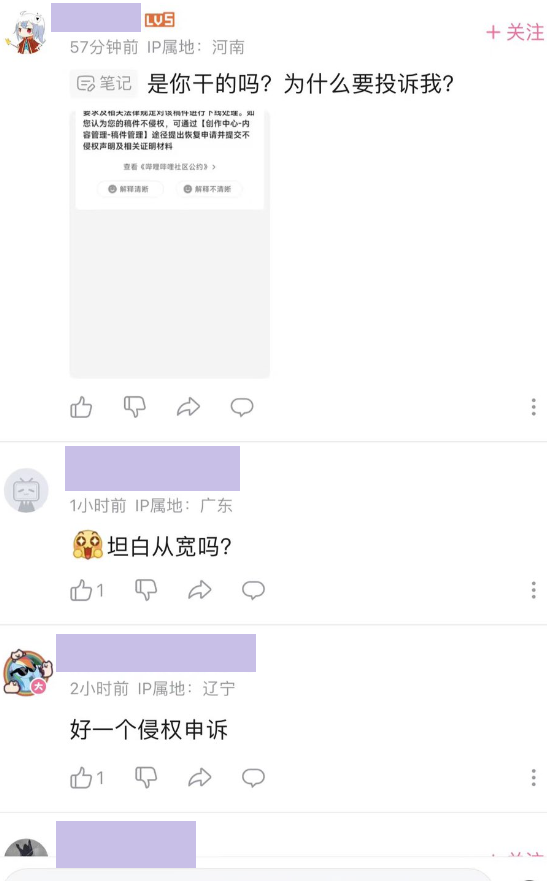 LV5
+ 关注
57分钟前 IP属地：河南
笔记 是你干的吗？为什么要投诉我？
要求及相关法律规定对该稿件进行下线处理。如
您认为您的稿件不侵权，可通过【创作中心-内
容管理-稿件管理】途径提出恢复申请并提交不
侵权声明及相关证明材料
查看《哔哩哔哩社区公约》 >
解释清晰
解释不清晰
1小时前 IP属地：广东
坦白从宽吗？
1
大
2小时前 IP属地：辽宁
好一个侵权申诉
1